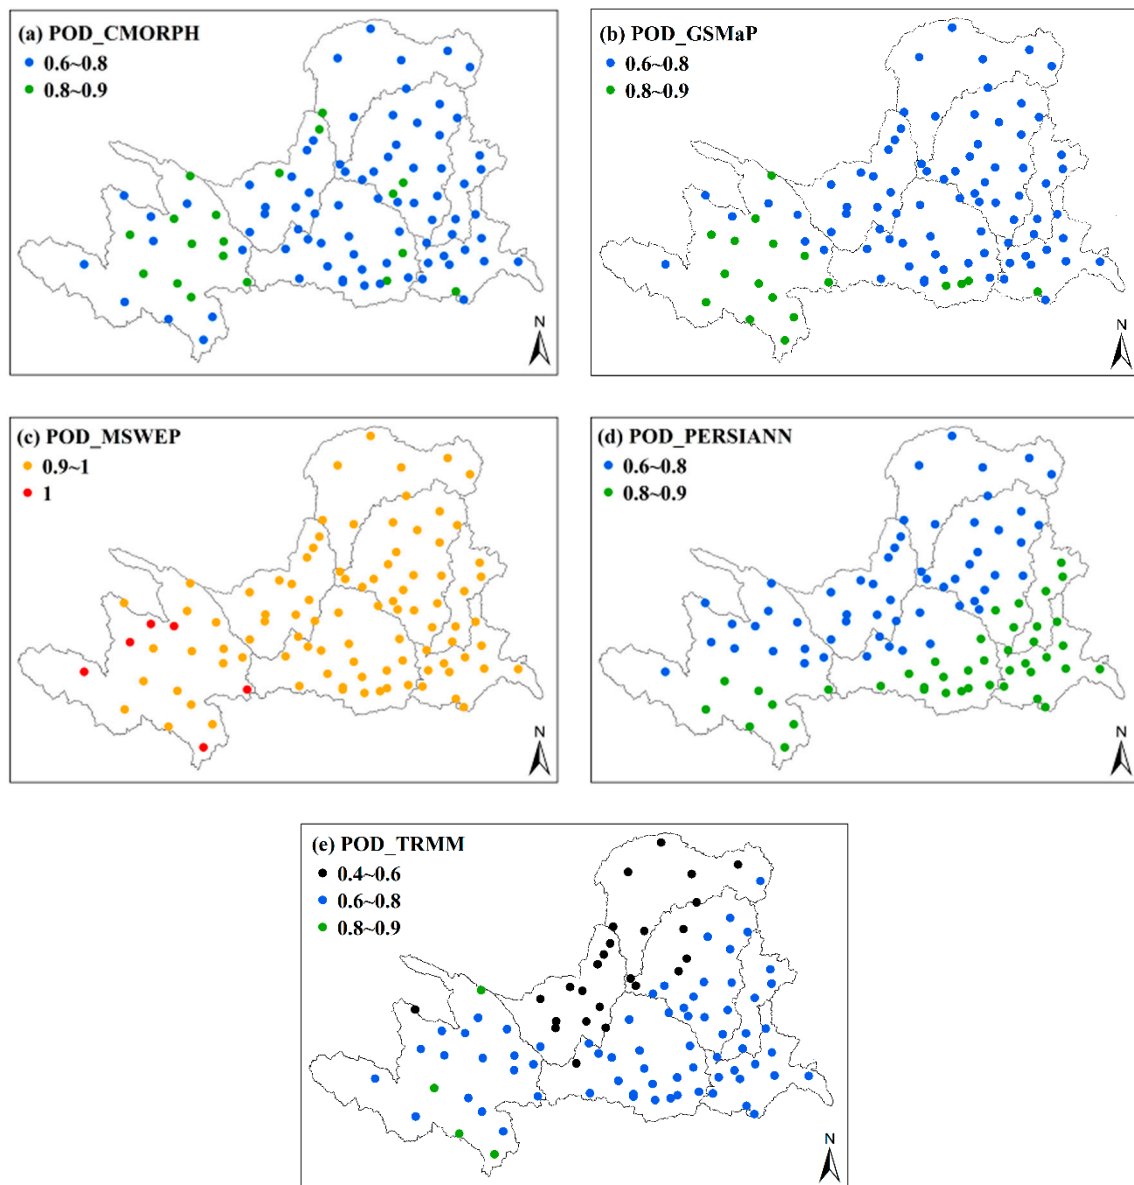 (a) POD_CMORPH
0.6~0.8
0.8~0.9
N
(b) POD_GSMaP
0.6~0.8
0.8~0.9
N
(c) POD_MSWEP
0.9~1
1
N
(d) POD_PERSIANN
0.6~0.8
0.8~0.9
N
(e) POD_TRMM
0.4~0.6
0.6~0.8
0.8~0.9
N